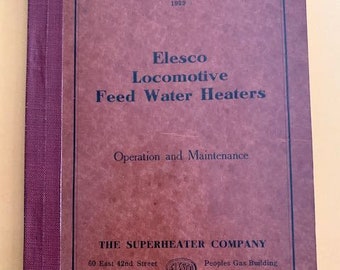 Elesco
Locomotive
Feed Water Heaters
Operation and Maintenance
THE SUPERHEATER COMPANY
60 East 42nd Street Peoples Gas Building